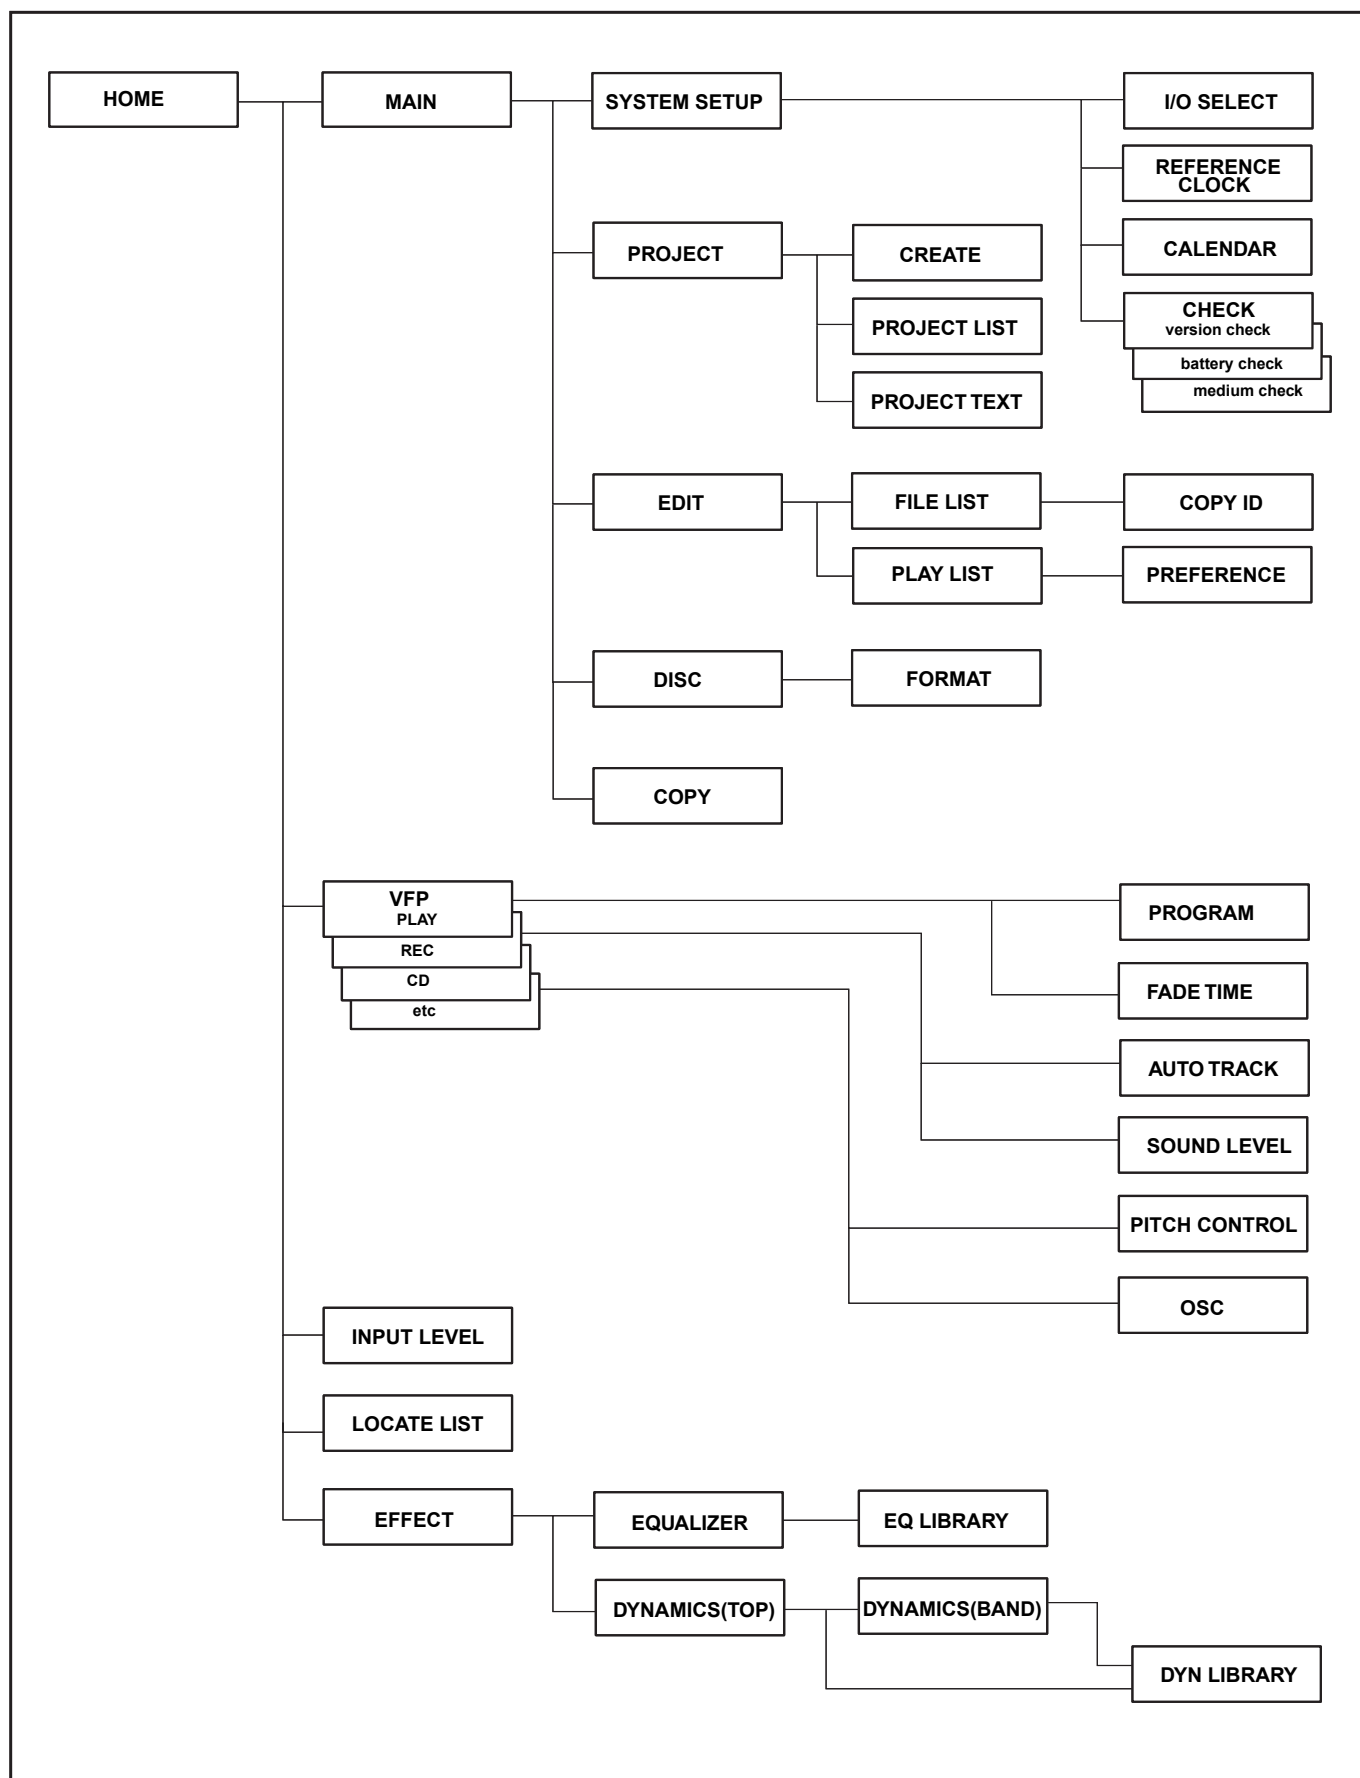 HOME
MAIN
SYSTEM SETUP
I/O SELECT
REFERENCE
CLOCK
CALENDAR
CHECK
version check
battery check
medium check
PROJECT
CREATE
PROJECT LIST
PROJECT TEXT
EDIT
FILE LIST
COPY ID
PLAY LIST
PREFERENCE
DISC
FORMAT
COPY
VFP
PLAY
REC
CD
etc
PROGRAM
FADE TIME
AUTO TRACK
SOUND LEVEL
PITCH CONTROL
OSC
INPUT LEVEL
LOCATE LIST
EFFECT
EQUALIZER
EQ LIBRARY
DYNAMICS(TOP)
DYNAMICS(BAND)
DYN LIBRARY